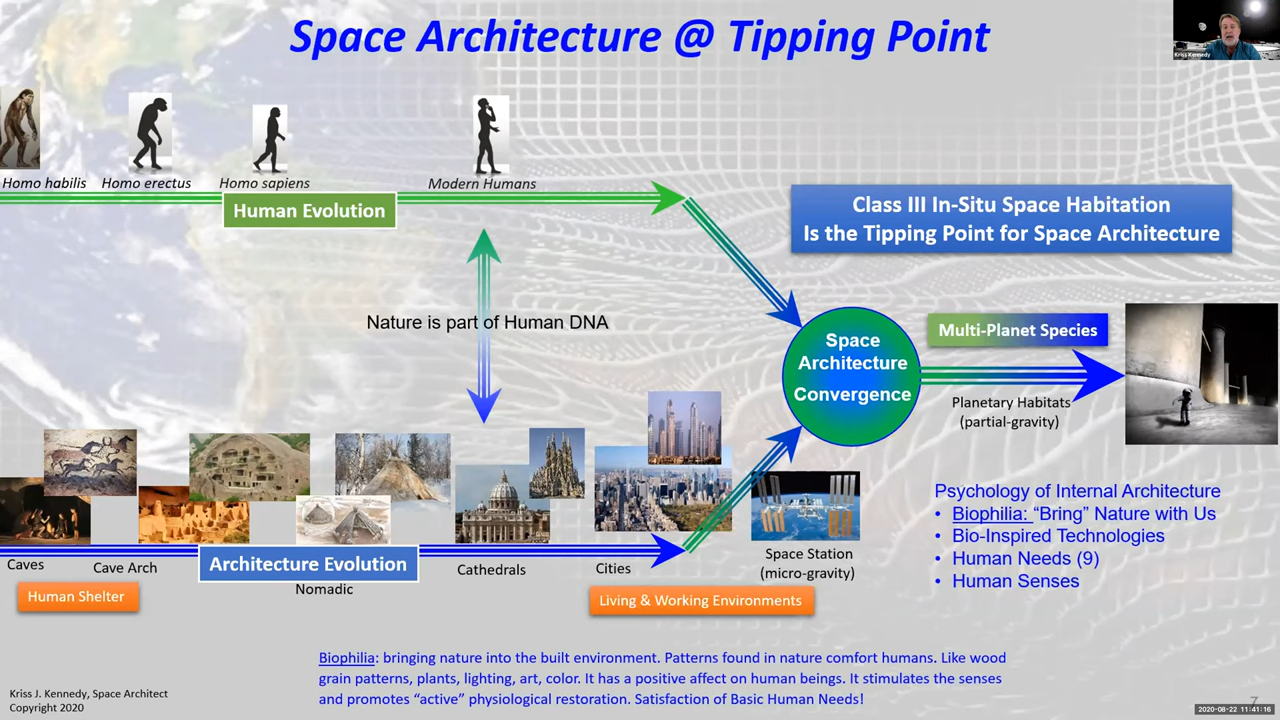 Space Architecture @ Tipping Point
Kriss Kennedy
Homo habilis
Homo erectus
Homo sapiens
Modern Humans
Human Evolution
Class III In-Situ Space Habitation
Is the Tipping Point for Space Architecture
Nature is part of Human DNA
Space
Architecture
Convergence
Multi-Planet Species
Planetary Habitats
(partial-gravity)
Psychology of Internal Architecture
• Biophilia: “Bring” Nature with Us
• Bio-Inspired Technologies
• Human Needs (9)
• Human Senses
Caves
Cave Arch
Architecture Evolution
Nomadic
Cathedrals
Cities
Space Station
(micro-gravity)
Human Shelter
Living & Working Environments
Biophilia: bringing nature into the built environment. Patterns found in nature comfort humans. Like wood
grain patterns, plants, lighting, art, color. It has a positive affect on human beings. It stimulates the senses
and promotes “active” physiological restoration. Satisfaction of Basic Human Needs!
Kriss J. Kennedy, Space Architect
Copyright 2020
7
2020-08-22 11:41:16